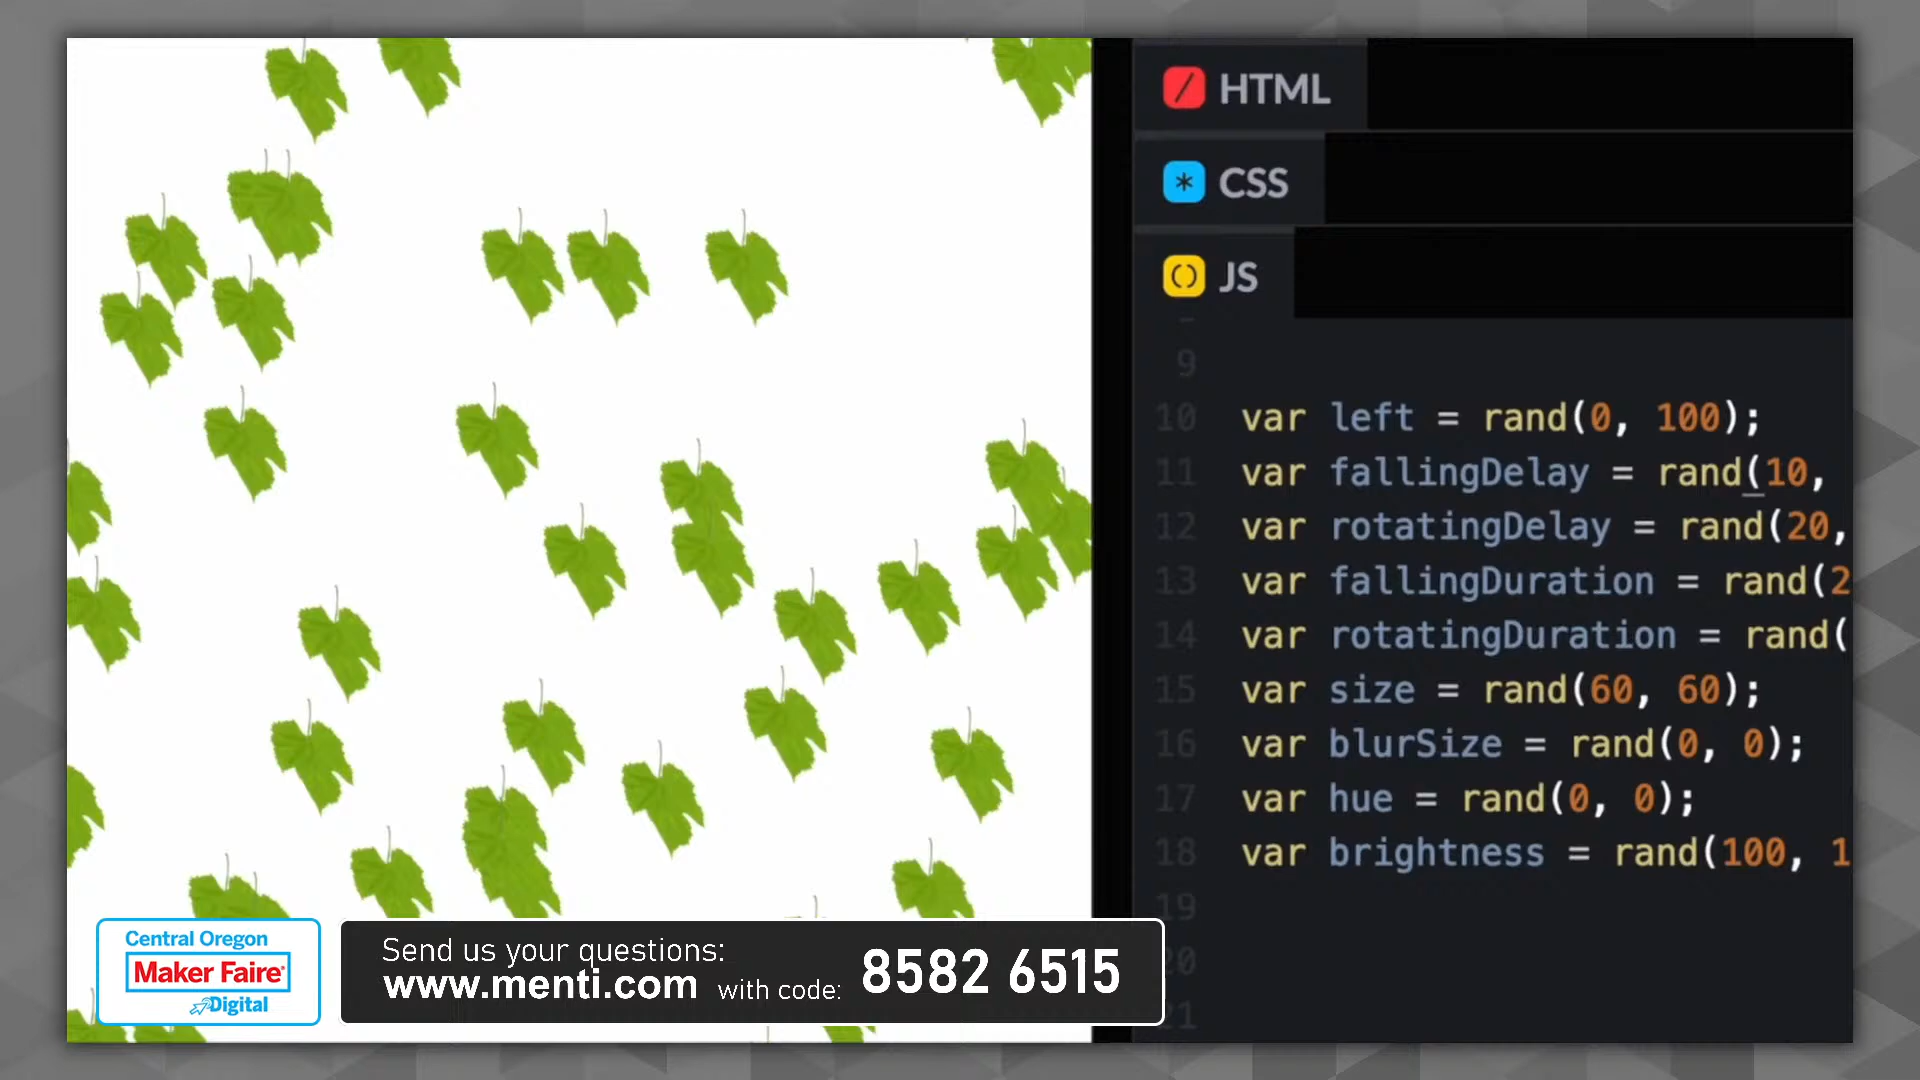 HTML
CSS
JS
9
10 var left = rand(0, 100);
11 var fallingDelay = rand(10,
12 var rotatingDelay = rand(20,
13 var fallingDuration = rand(2
14 var rotatingDuration = rand(
15 var size = rand(60, 60);
16 var blurSize = rand(0, 0);
17 var hue = rand(0, 0);
18 var brightness = rand(100, 1
19
20
21
Central Oregon
Maker Faire
Digital
Send us your questions:
www.menti.com with code: 8582 6515